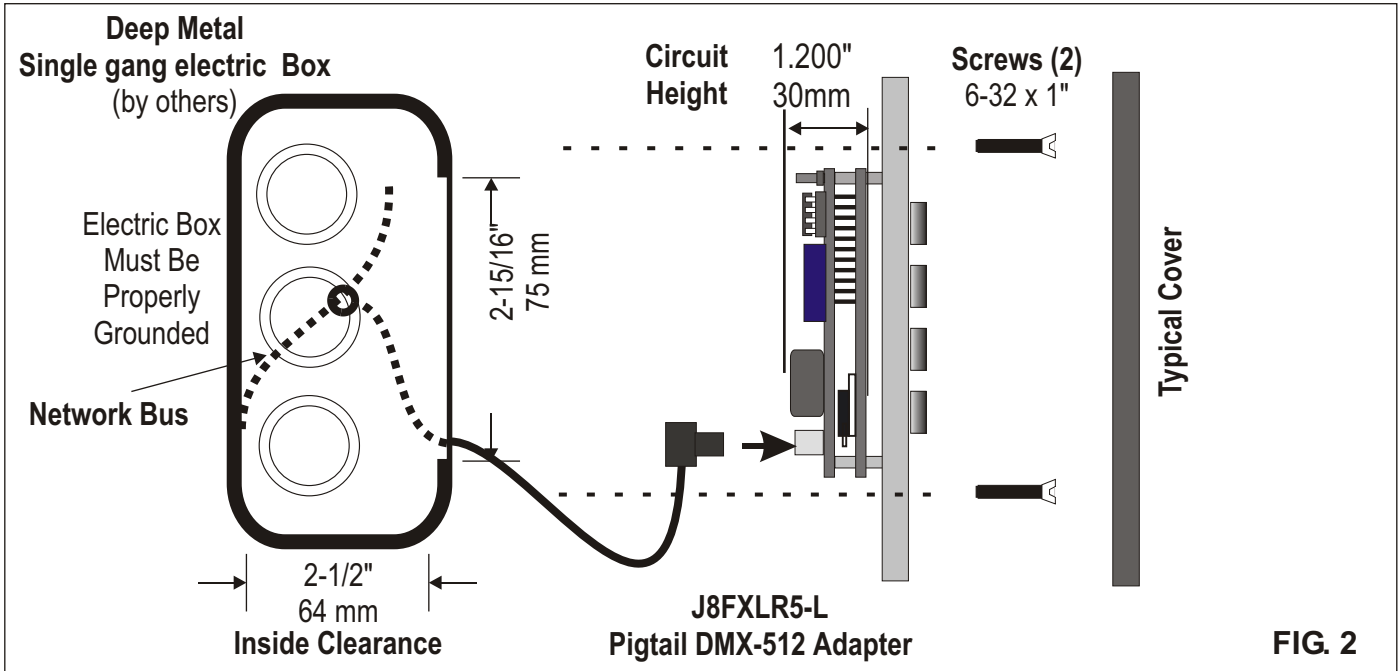 Deep Metal
Single gang electric Box
(by others)
Electric Box
Must Be
Properly
Grounded
Network Bus
2-15/16"
75 mm
2-1/2"
64 mm
Inside Clearance
Circuit 1.200"
Height 30mm
Screws (2)
6-32 x 1"
Typical Cover
J8FXLR5-L
Pigtail DMX-512 Adapter
FIG. 2